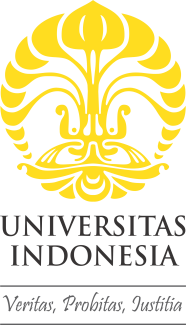 UNIVERSITAS
INDONESIA
Veritas, Probitas, Iustitia